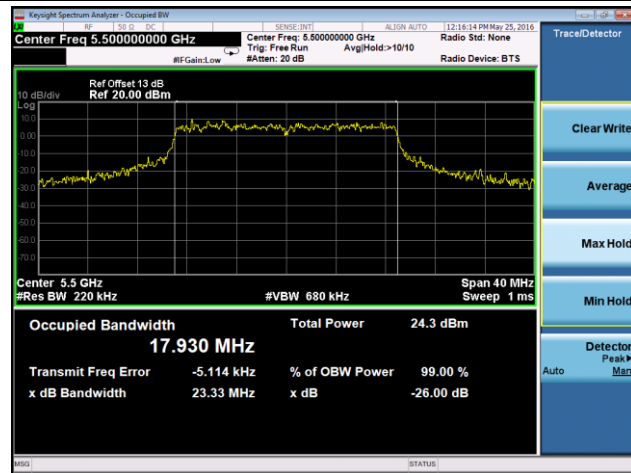 Keysight Spectrum Analyzer - Occupied BW
RF 50 Ω DC SENSE:INT ALIGN AUTO 12:16:14 PM May 25, 2016
Center Freq 5.500000000 GHz Center Freq: 5.500000000 GHz Radio Std: None
Trig: Free Run Avg|Hold:>10/10
#IFGain:Low #Atten: 20 dB Radio Device: BTS
Trace/Detector
Ref Offset 13 dB
10 dB/div Ref 20.00 dBm
Log
10.0
0.00
-10.0
-20.0
-30.0
-40.0
-50.0
-60.0
-70.0
Center 5.5 GHz Span 40 MHz
#Res BW 220 kHz #VBW 680 kHz Sweep 1 ms
Occupied Bandwidth Total Power 24.3 dBm
17.930 MHz
Transmit Freq Error -5.114 kHz % of OBW Power 99.00 %
x dB Bandwidth 23.33 MHz x dB -26.00 dB
Clear Write
Average
Max Hold
Min Hold
Detector
Peak
Auto Man
MSG STATUS